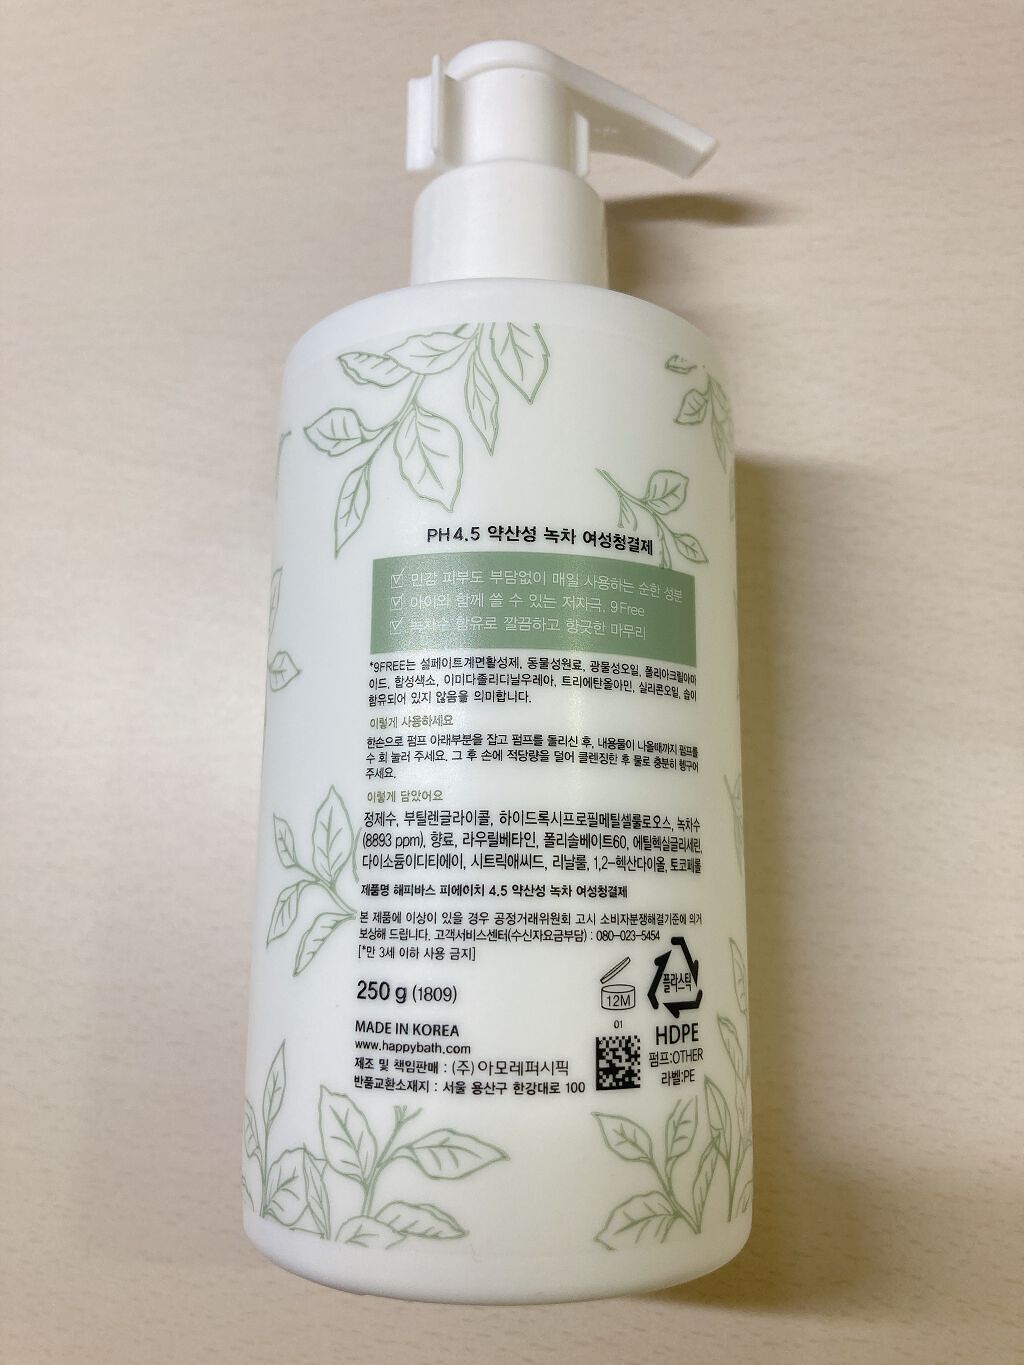 PH4.5 약산성 녹차 여성청결제
민감 피부도 부담없이 매일 사용하는 순한 성분
아이와 함께 쓸 수 있는 저자극, 9Free
녹차수 함유로 깔끔하고 향긋한 마무리
*9FREE는 설페이트계면활성제, 동물성원료, 광물성오일, 폴리아크릴아마
이드, 합성색소, 이미다졸리디닐우레아, 트리에탄올아민, 실리콘오일, 술이
함유되어 있지 않음을 의미합니다.
이렇게 사용하세요
한손으로 펌프 아래부분을 잡고 펌프를 돌리신 후, 내용물이 나올때까지 펌프를
수 회 눌러 주세요. 그 후 손에 적당량을 덜어 클렌징한 후 물로 충분히 헹구어
주세요.
이렇게 담았어요
정제수, 부틸렌글라이콜, 하이드록시프로필메틸셀룰로오스, 녹차수
(8893 ppm), 향료, 라우릴베타인, 폴리솔베이트60, 에틸헥실글리세린,
다이소듐이디티에이, 시트릭애씨드, 리날룰, 1,2-헥산다이올, 토코페롤
제품명 해피바스 피에이치 4.5 약산성 녹차 여성청결제
본 제품에 이상이 있을 경우 공정거래위원회 고시 소비자분쟁해결기준에 의거
보상해 드립니다. 고객서비스센터(수신자요금부담) : 080-023-5454
[*만 3세 이하 사용 금지]
250 g (1809)
12M
플라스틱
01
HDPE
펌프:OTHER
라벨:PE
MADE IN KOREA
www.happybath.com
제조 및 책임판매 : (주)아모레퍼시픽
반품교환소재지 : 서울 용산구 한강대로 100